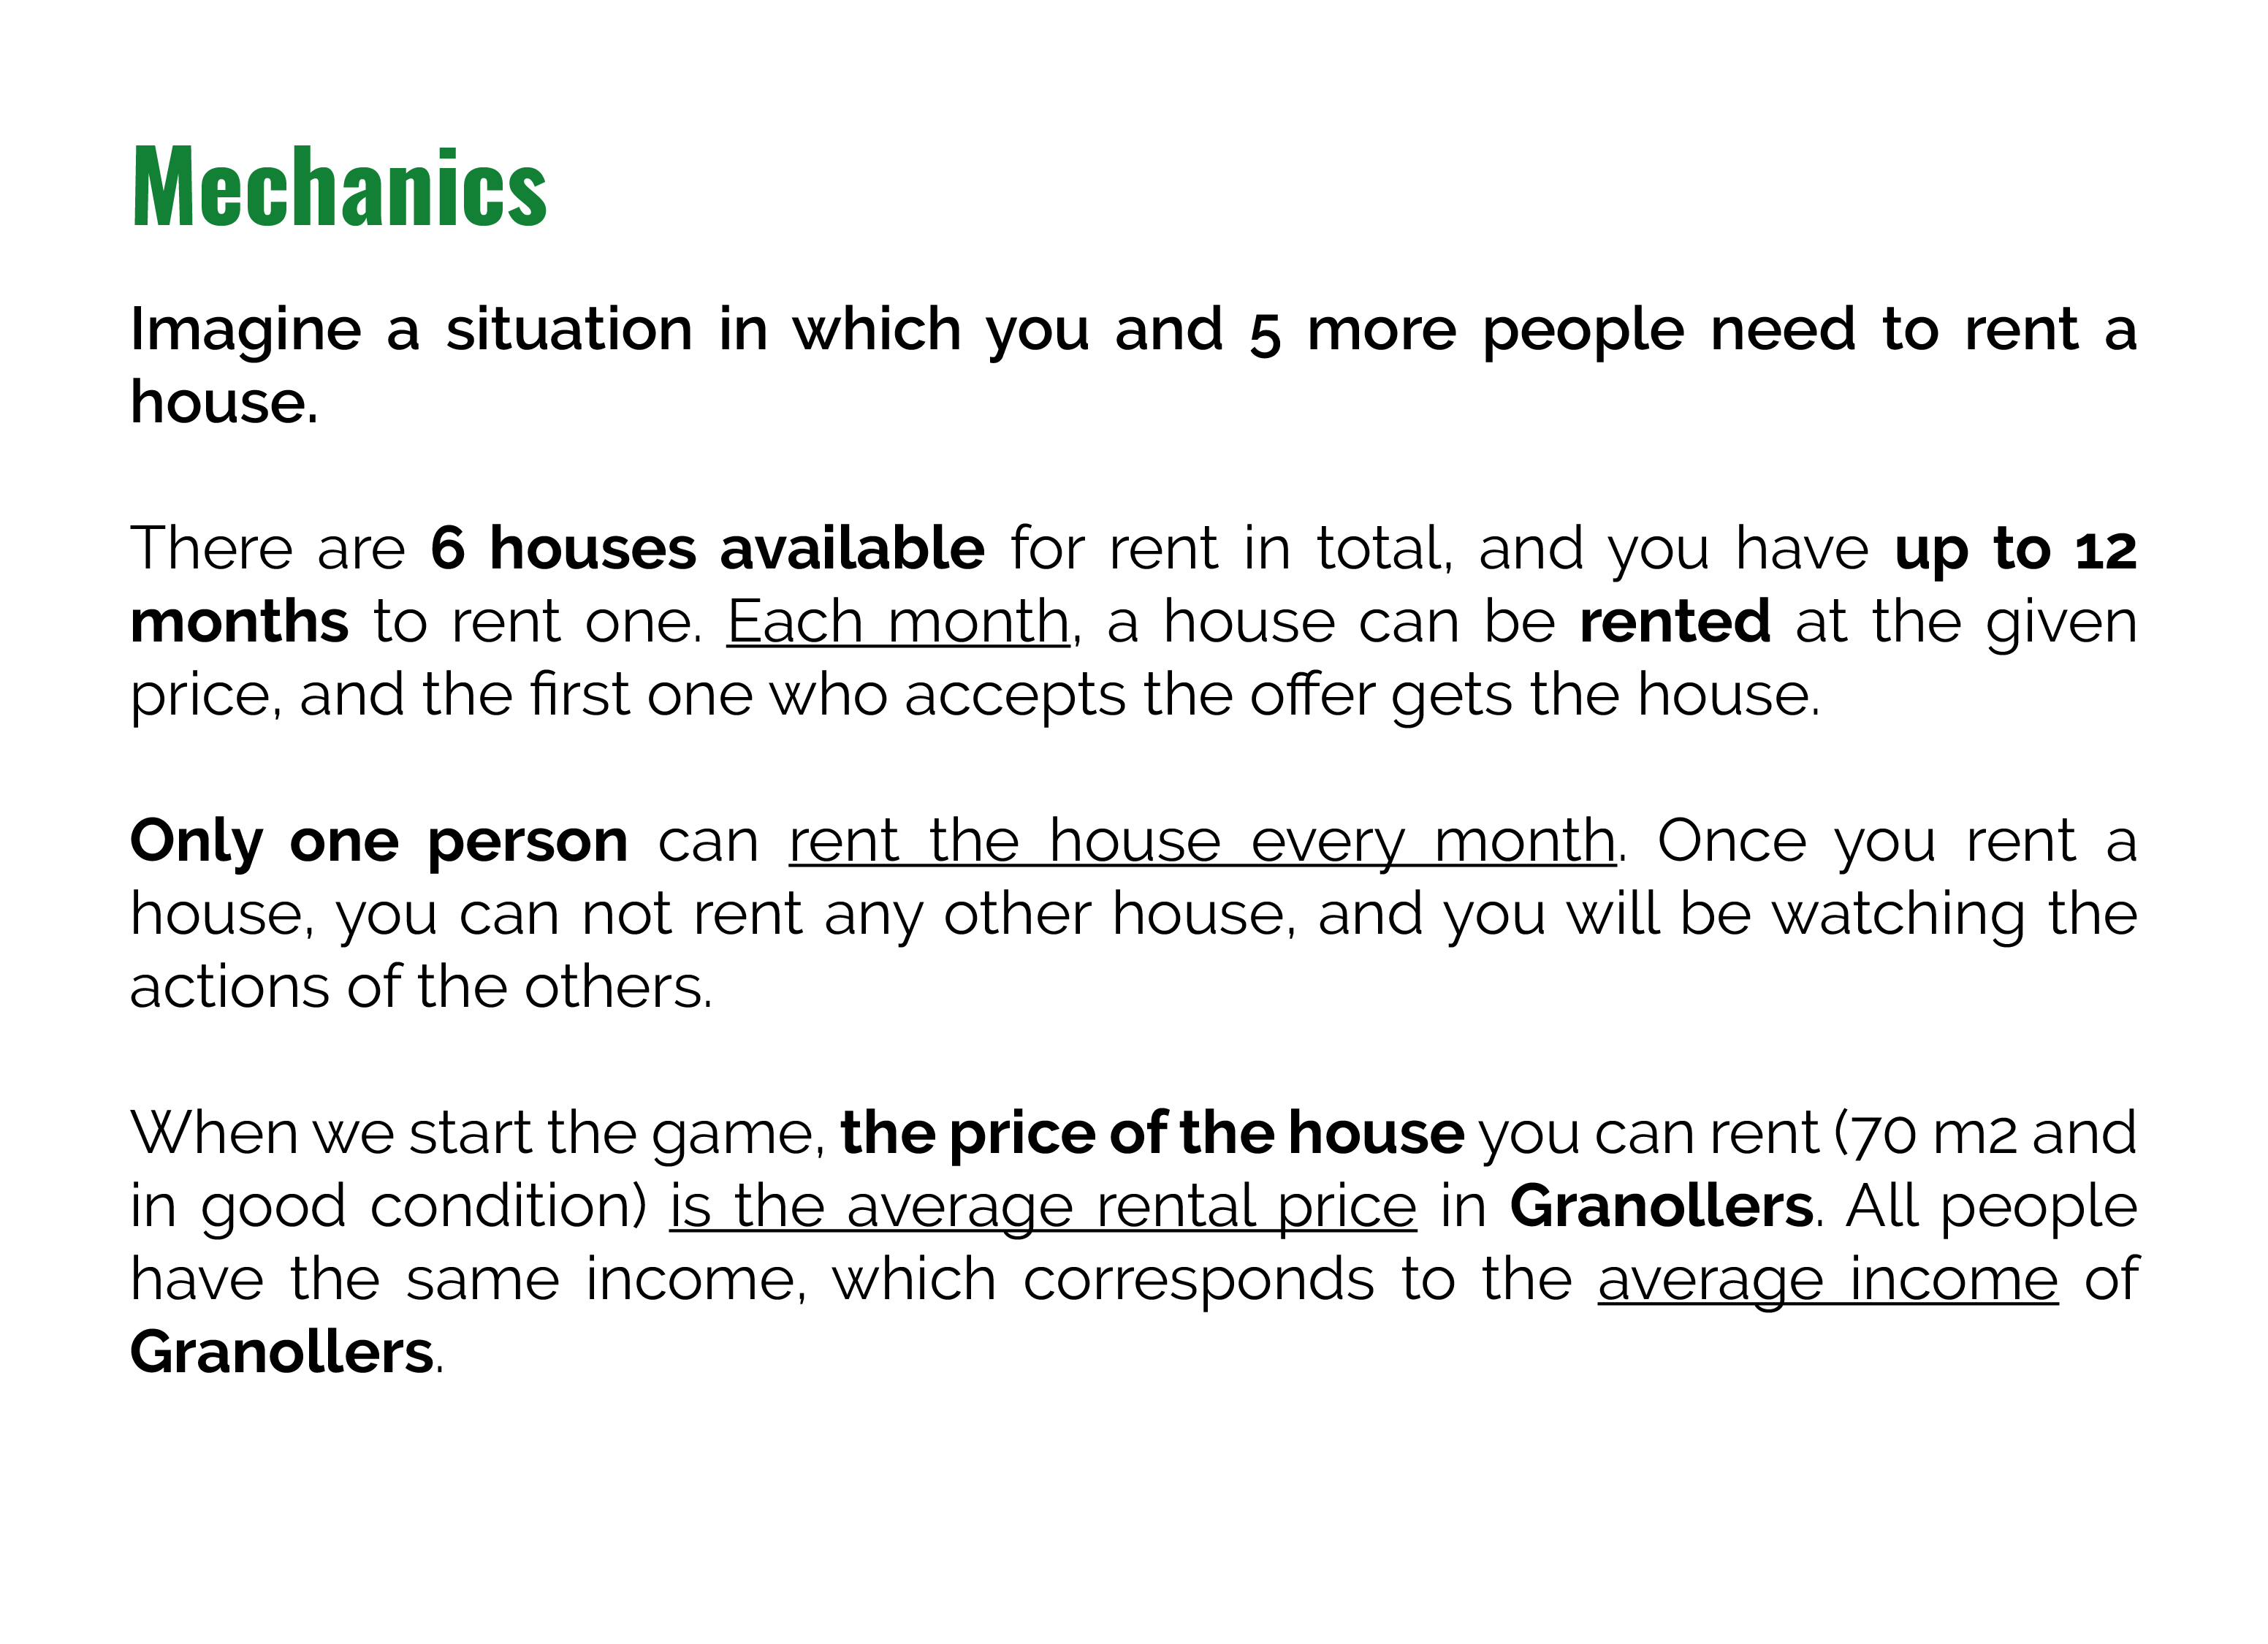 Mechanics
Imagine a situation in which you and 5 more people need to rent a
house.
There are 6 houses available for rent in total, and you have up to 12
months to rent one. Each month, a house can be rented at the given
price, and the first one who accepts the offer gets the house.
Only one person can rent the house every month. Once you rent a
house, you can not rent any other house, and you will be watching the
actions of the others.
When we start the game, the price of the house you can rent (70 m2 and
in good condition) is the average rental price in Granollers. All people
have the same income, which corresponds to the average income of
Granollers.